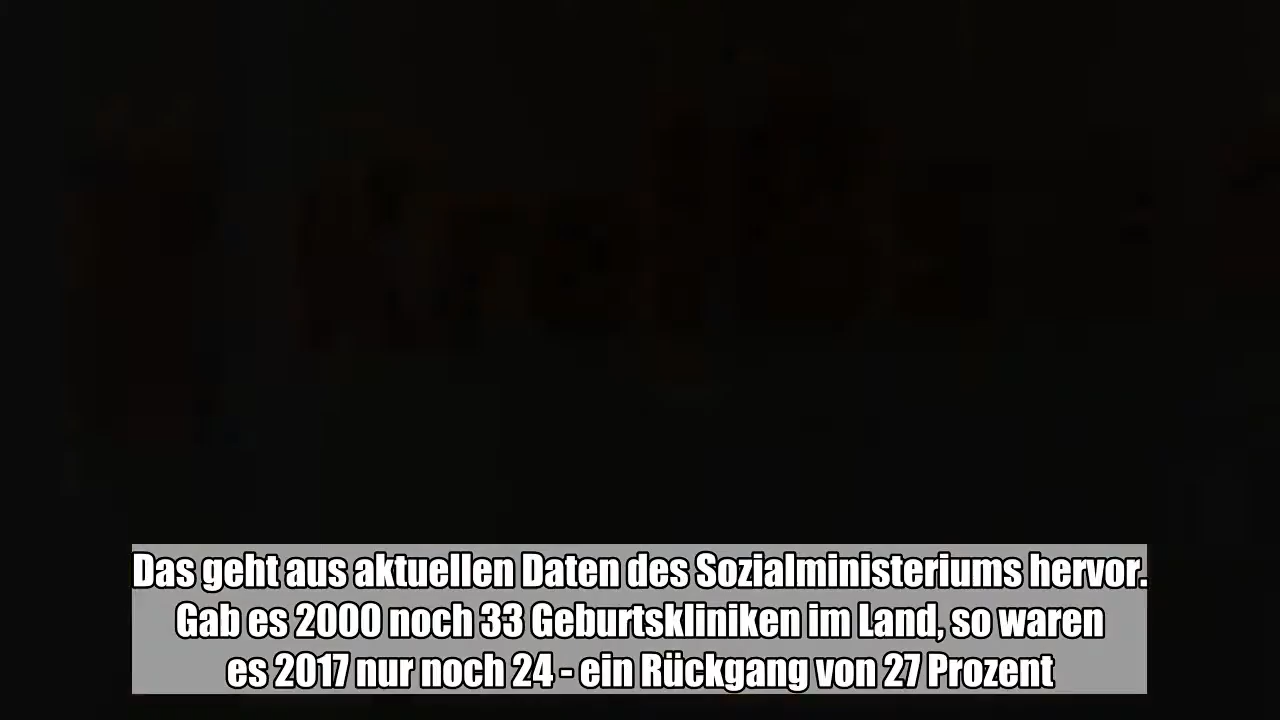 Das geht aus aktuellen Daten des Sozialministeriums hervor.
Gab es 2000 noch 33 Geburtskliniken im Land, so waren
es 2017 nur noch 24 - ein Rückgang von 27 Prozent